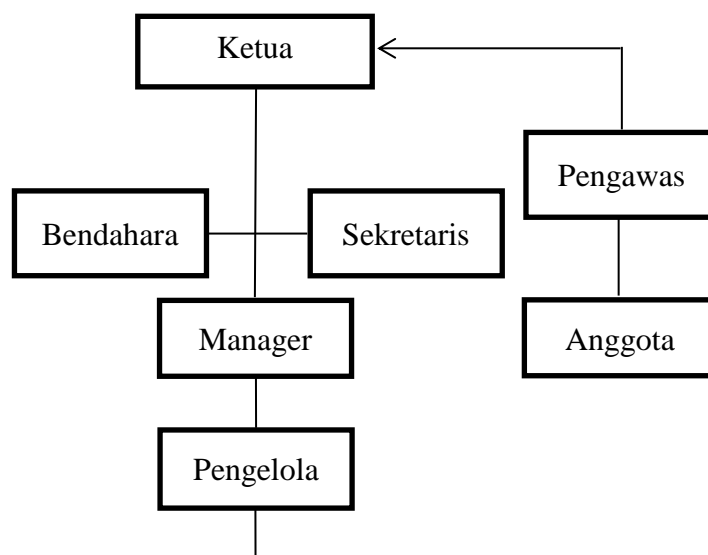 Ketua
Pengawas
Bendahara
Sekretaris
Manager
Anggota
Pengelola